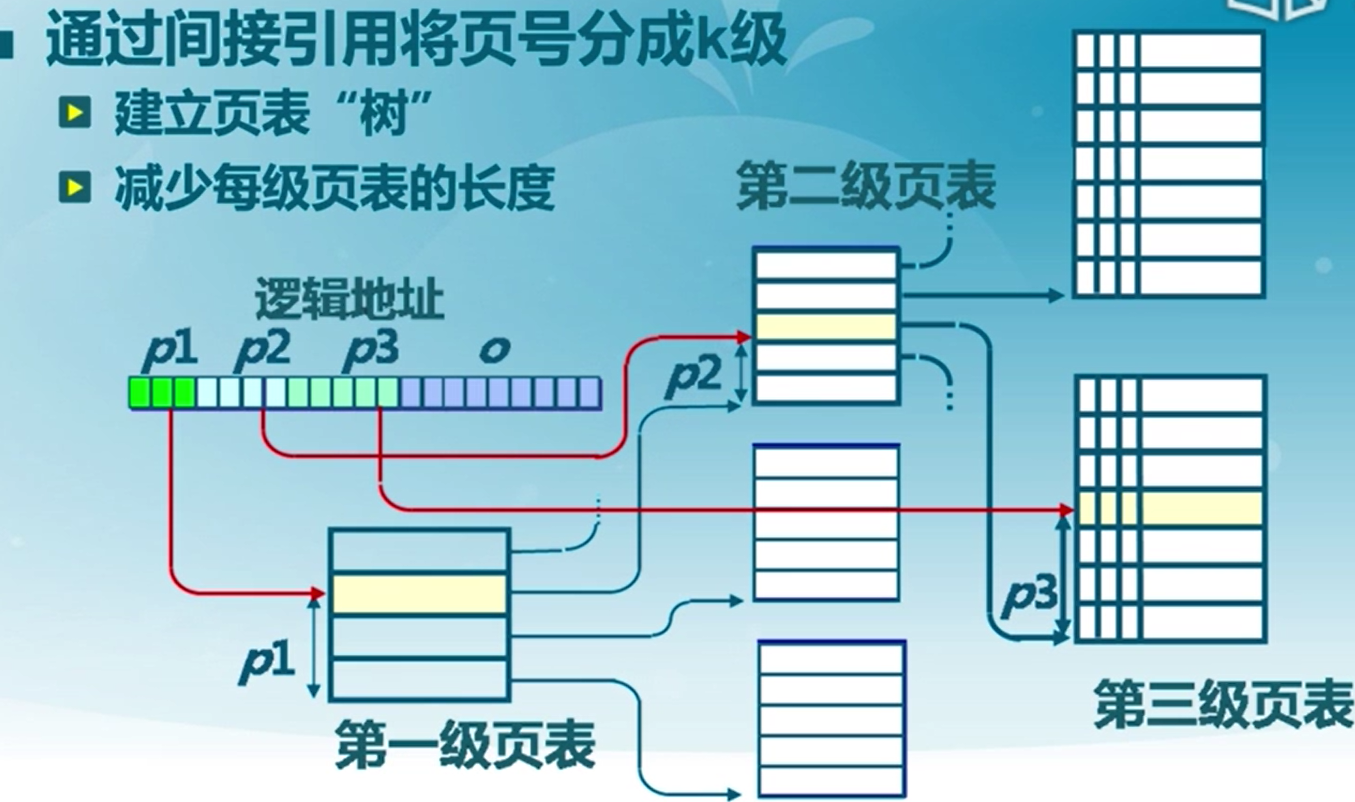 通过间接引用将页号分成k级
建立页表“树”
减少每级页表的长度
第二级页表
逻辑地址
p1 p2 p3 o
p2
p3
p1
第三级页表
第一级页表